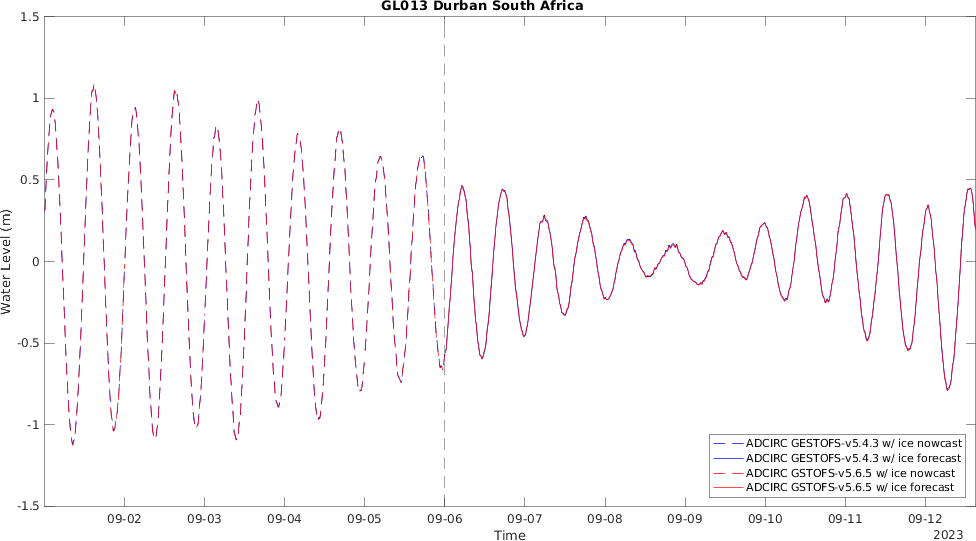 GL013 Durban South Africa
1.5
1
0.5
0
-0.5
-1
-1.5
Water Level (m)
ADCIRC GESTOFS-v5.4.3 w/ ice nowcast
ADCIRC GESTOFS-v5.4.3 w/ ice forecast
ADCIRC GSTOFS-v5.6.5 w/ ice nowcast
ADCIRC GSTOFS-v5.6.5 w/ ice forecast
09-02 09-03 09-04 09-05 09-06 09-07 09-08 09-09 09-10 09-11 09-12
Time
2023